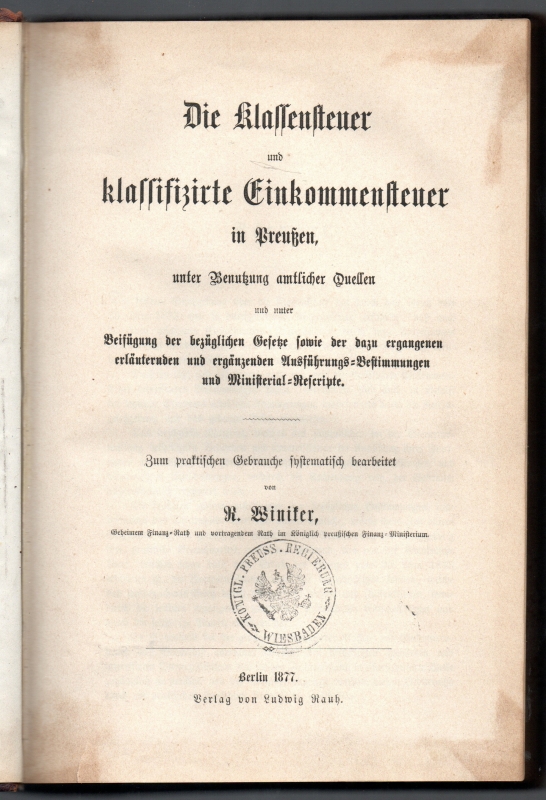 Die Klassensteuer
und
klassifizirte Einkommensteuer
in Preußen,
unter Benutzung amtlicher Quellen
und unter
Beifügung der bezüglichen Gesetze sowie der dazu ergangenen
erläuternden und ergänzenden Ausführungs-Bestimmungen
und Ministerial-Rescripte.
Zum praktischen Gebrauche systematisch bearbeitet
von
R. Winiker,
Geheimem Finanz-Rath und vortragendem Rath im Königlich preußischen Finanz-Ministerium.
KÖNIGL. PREUSS. REGIERUNG
WIESBADEN
Berlin 1877.
Verlag von Ludwig Rauh.